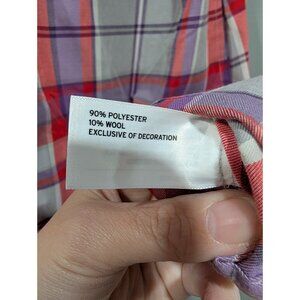 90% POLYESTER
10% WOOL
EXCLUSIVE OF DECORATION